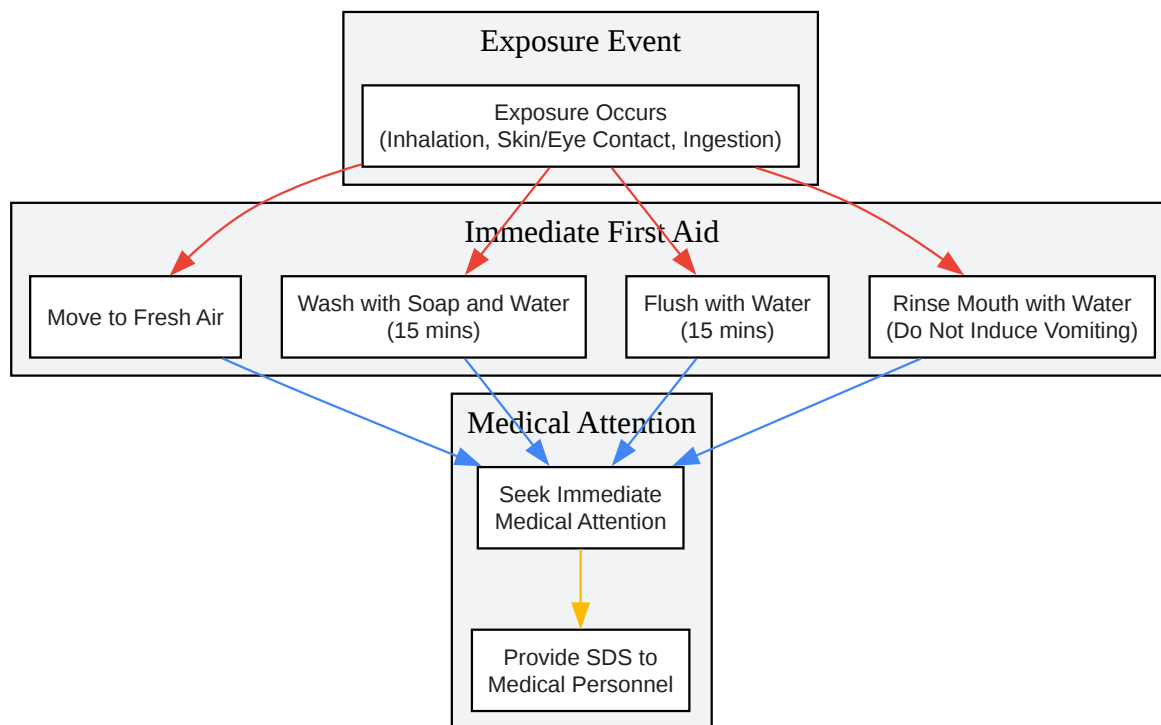 Exposure Event
Exposure Occurs
(Inhalation, Skin/Eye Contact, Ingestion)
Immediate First Aid
Move to Fresh Air
Wash with Soap and Water
(15 mins)
Flush with Water
(15 mins)
Rinse Mouth with Water
(Do Not Induce Vomiting)
Medical Attention
Seek Immediate
Medical Attention
Provide SDS to
Medical Personnel